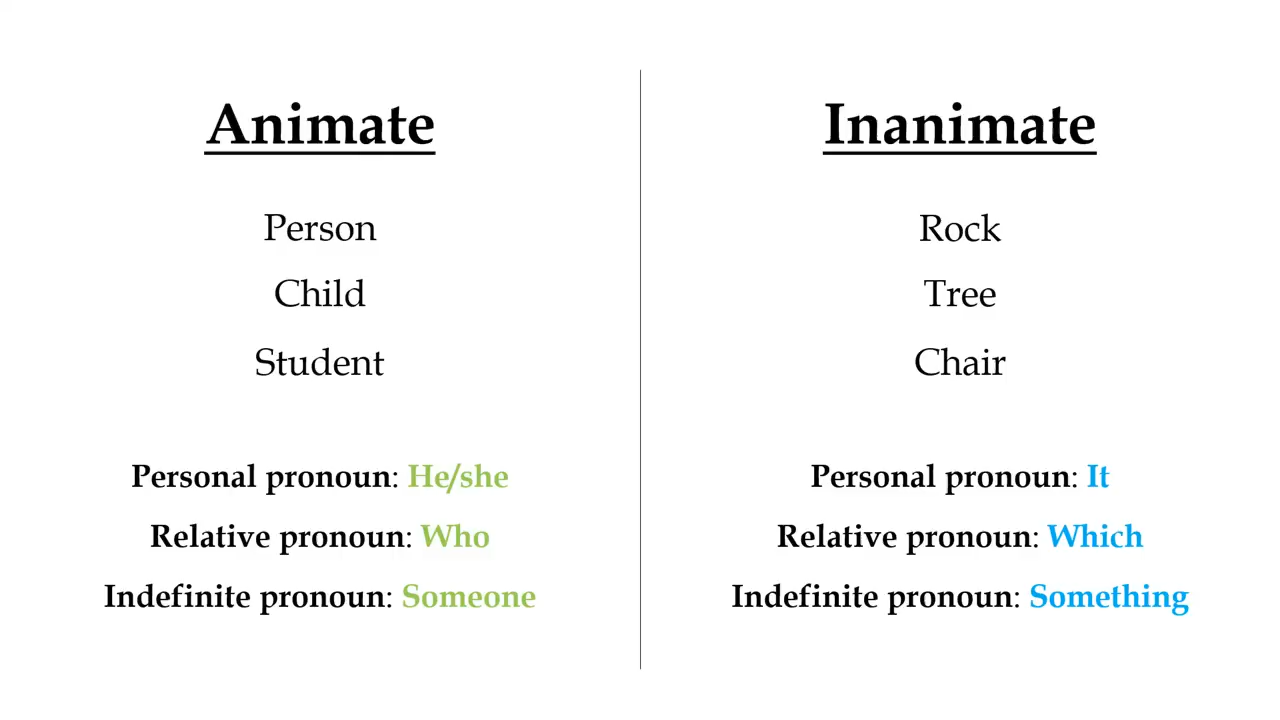 Animate
Person
Child
Student
Personal pronoun: He/she
Relative pronoun: Who
Indefinite pronoun: Someone
Inanimate
Rock
Tree
Chair
Personal pronoun: It
Relative pronoun: Which
Indefinite pronoun: Something